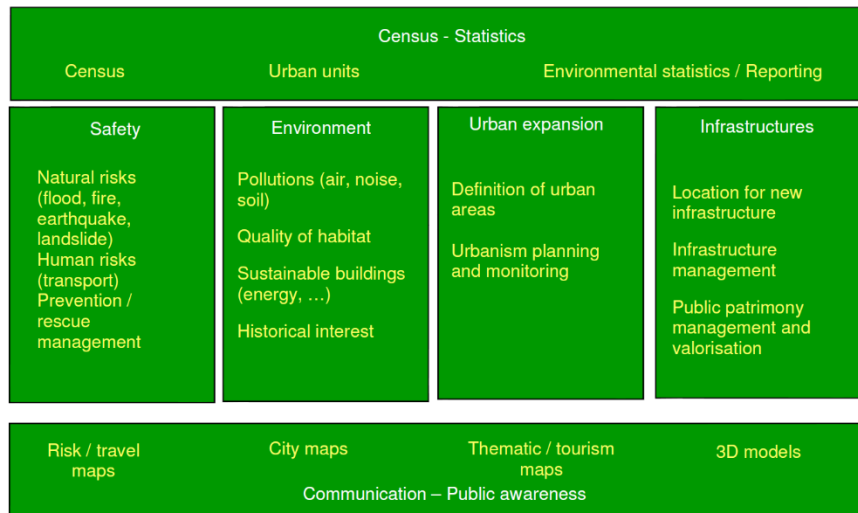 Census - Statistics
Census
Urban units
Environmental statistics / Reporting
Safety
Natural risks
(flood, fire,
earthquake,
landslide)
Human risks
(transport)
Prevention /
rescue
management
Environment
Pollutions (air, noise,
soil)
Quality of habitat
Sustainable buildings
(energy, …)
Historical interest
Urban expansion
Definition of urban
areas
Urbanism planning
and monitoring
Infrastructures
Location for new
infrastructure
Infrastructure
management
Public patrimony
management and
valorisation
Risk / travel
maps
City maps
Thematic / tourism
maps
3D models
Communication – Public awareness